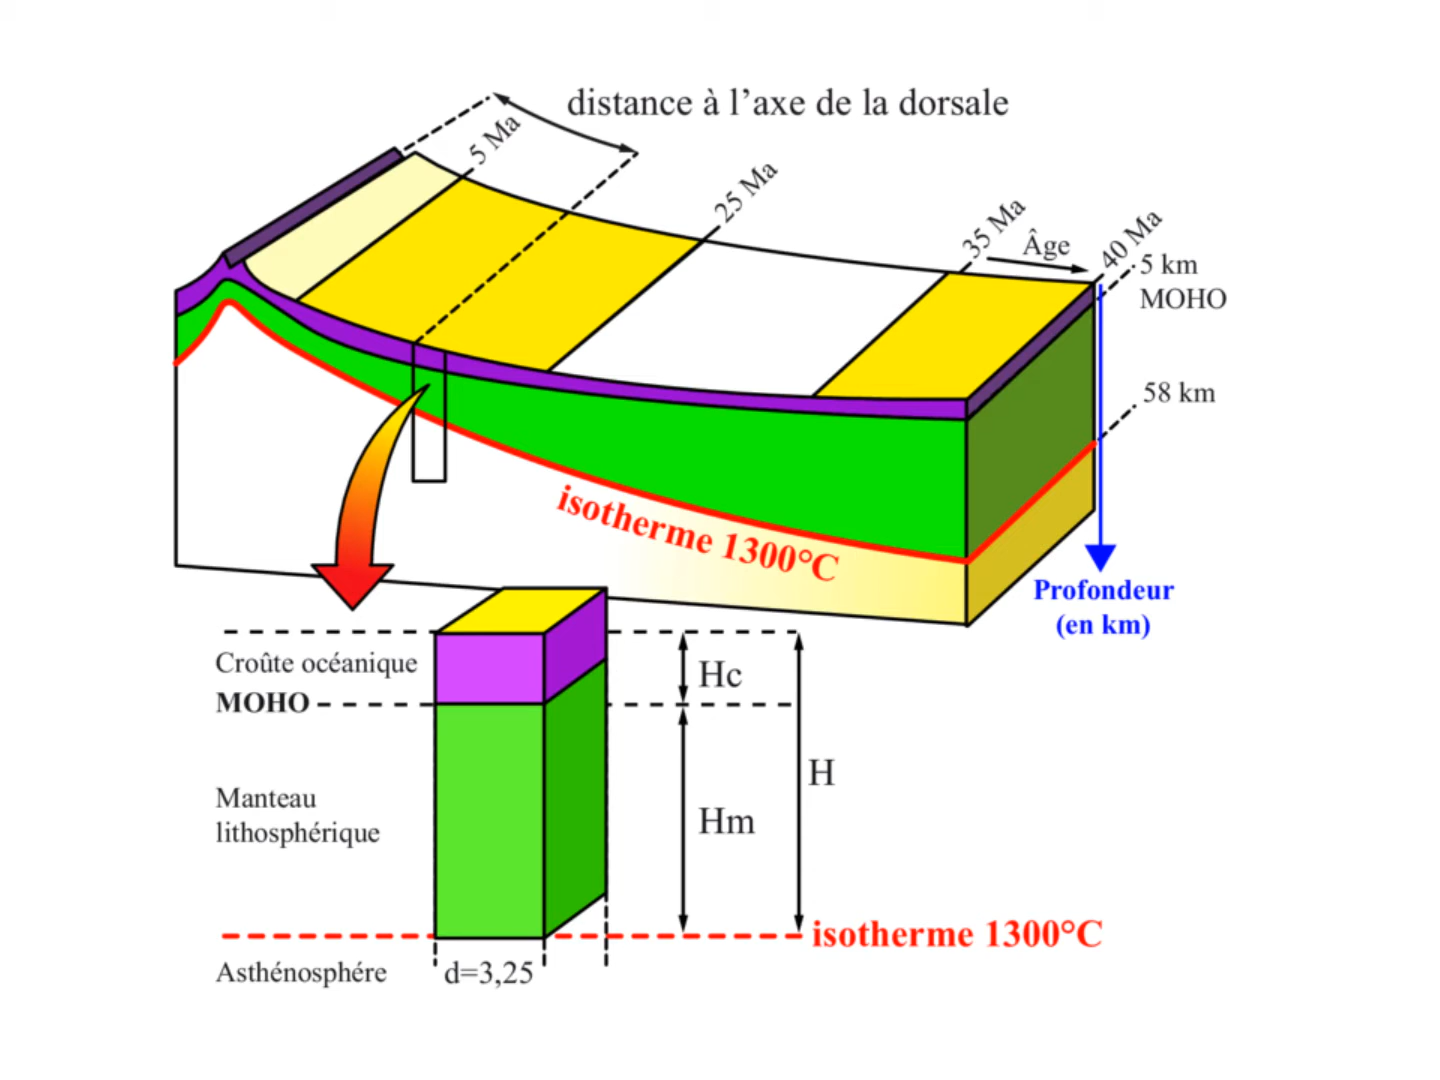 distance à l’axe de la dorsale
5 Ma
25 Ma
35 Ma
Âge
40 Ma
5 km
MOHO
58 km
isotherme 1300°C
Profondeur
(en km)
Croûte océanique
Hc
MOHO
H
Manteau
lithosphérique
Hm
isotherme 1300°C
Asthénosphére
d=3,25